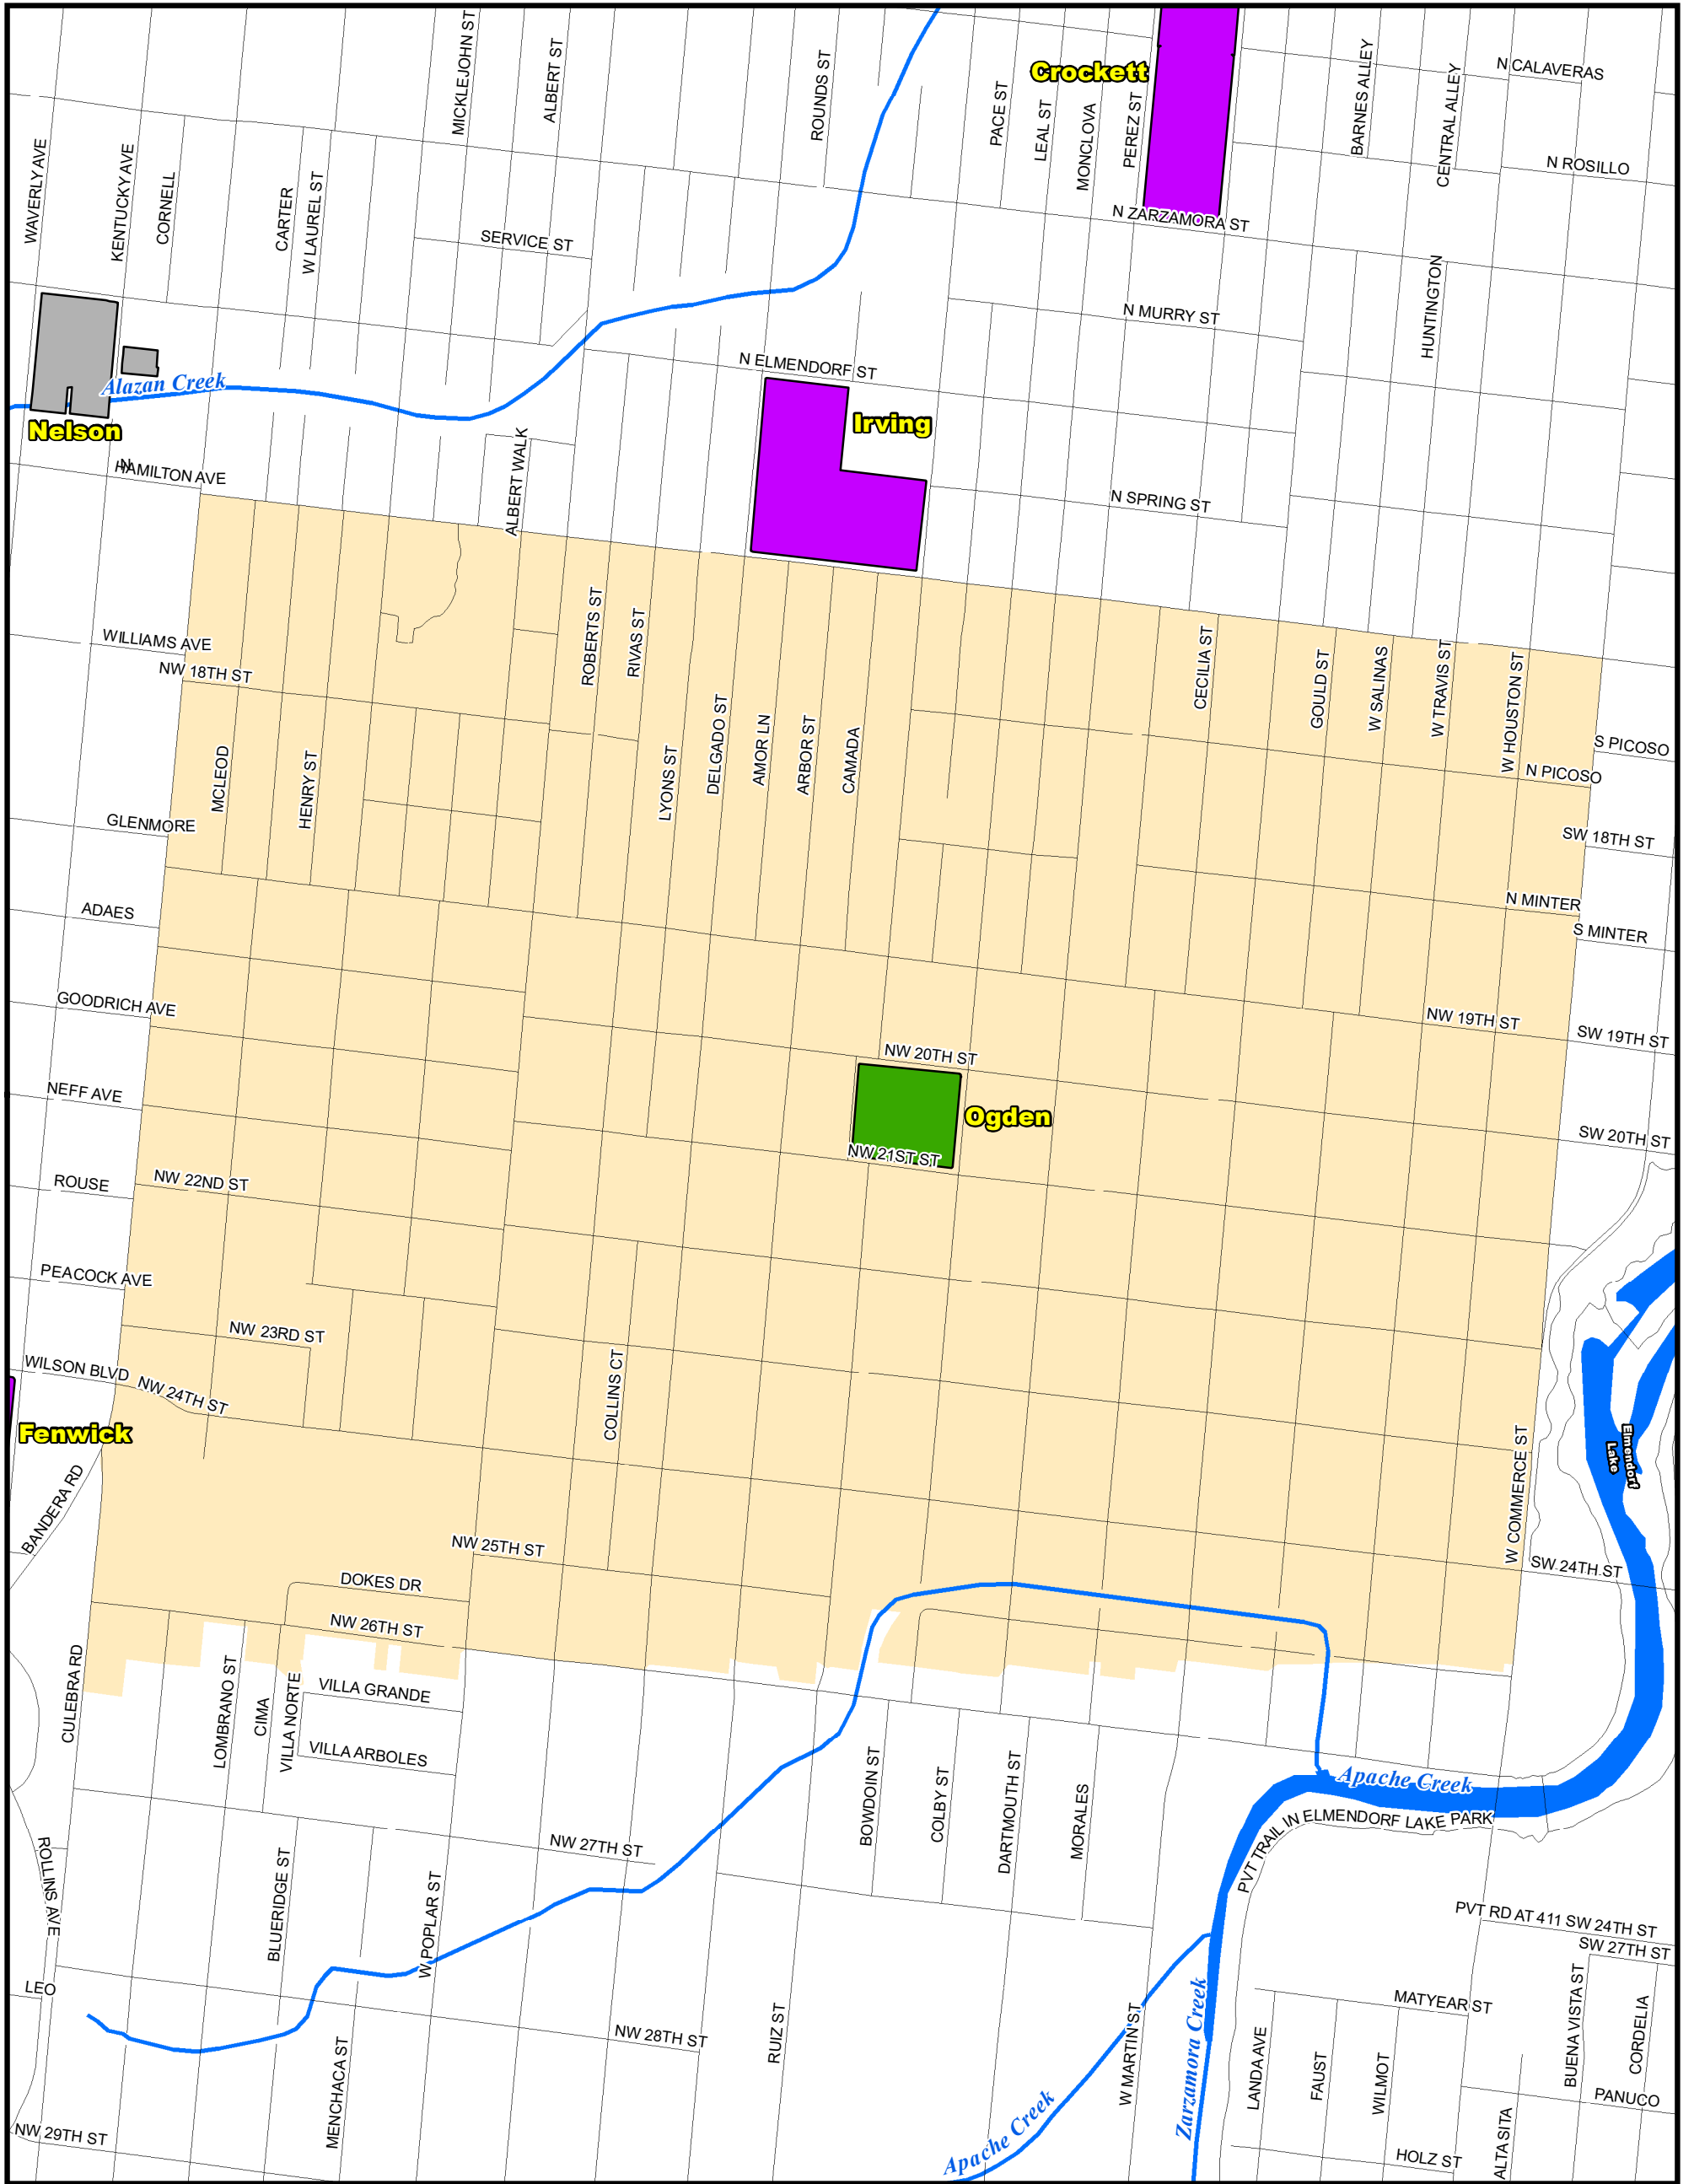 MICKLEJOHN ST
ALBERT ST
ROUNDS ST
Crockett
PACE ST
LEAL ST
MONCLOVA
PEREZ ST
BARNES ALLEY
CENTRAL ALLEY
N CALAVERAS
N ROSILLO
WAVERLY AVE
KENTUCKY AVE
CORNELL
CARTER
W LAUREL ST
SERVICE ST
N ZARZAMORA ST
HUNTINGTON
N MURRY ST
N ELMENDORF ST
Alazan Creek
Nelson
Irving
N
HAMILTON AVE
ALBERT WALK
N SPRING ST
WILLIAMS AVE
NW 18TH ST
ROBERTS ST
RIVAS ST
CECILIA ST
GOULD ST
W SALINAS
W TRAVIS ST
W HOUSTON ST
MCLEOD
HENRY ST
LYONS ST
DELGADO ST
AMOR LN
ARBOR ST
CAMADA
S PICOSO
N PICOSO
GLENMORE
SW 18TH ST
N MINTER
S MINTER
ADAES
GOODRICH AVE
NW 19TH ST
SW 19TH ST
NW 20TH ST
NEFF AVE
Ogden
SW 20TH ST
NW 21ST ST
ROUSE
NW 22ND ST
PEACOCK AVE
NW 23RD ST
WILSON BLVD
NW 24TH ST
COLLINS CT
Fenwick
Elmendorf
Lake
W COMMERCE ST
BANDERA RD
NW 25TH ST
SW 24TH ST
DOKES DR
NW 26TH ST
CULEBRA RD
LOMBRANO ST
CIMA
VILLA NORTE
VILLA GRANDE
VILLA ARBOLES
BOWDOIN ST
COLBY ST
DARTMOUTH ST
MORALES
Apache Creek
PVT TRAIL IN ELMENDORF LAKE PARK
ROLLINS AVE
BLUERIDGE ST
NW 27TH ST
W POPLAR ST
PVT RD AT 411 SW 24TH ST
SW 27TH ST
LEO
NW 28TH ST
RUIZ ST
W MARTIN ST
Zarzamora Creek
MATYEAR ST
BUENA VISTA ST
CORDELIA
LANDA AVE
FAUST
WILMOT
PANUCO
MENCHACA ST
NW 29TH ST
Apache Creek
HOLZ ST
ALTA SITA